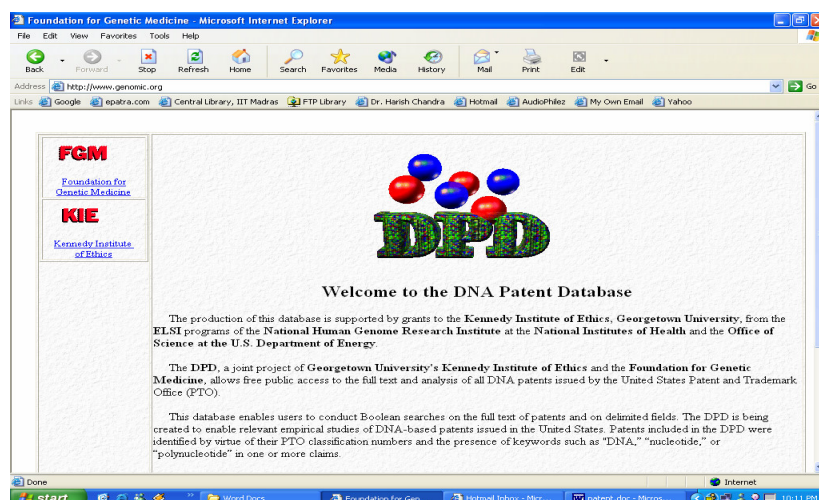 Foundation for Genetic Medicine - Microsoft Internet Explorer
File Edit View Favorites Tools Help
Back Forward Stop Refresh Home Search Favorites Media History Mail Print Edit
Address http://www.genomic.org Go
Links Google epatra.com Central Library, IIT Madras FTP Library Dr. Harish Chandra Hotmail AudioPhilez My Own Email Yahoo
FGM
Foundation for
Genetic Medicine
KIE
Kennedy Institute
of Ethics
DPD
Welcome to the DNA Patent Database
The production of this database is supported by grants to the Kennedy Institute of Ethics, Georgetown University, from the
ELSI programs of the National Human Genome Research Institute at the National Institutes of Health and the Office of
Science at the U.S. Department of Energy.
The DPD, a joint project of Georgetown University's Kennedy Institute of Ethics and the Foundation for Genetic
Medicine, allows free public access to the full text and analysis of all DNA patents issued by the United States Patent and Trademark
Office (PTO).
This database enables users to conduct Boolean searches on the full text of patents and on delimited fields. The DPD is being
created to enable relevant empirical studies of DNA-based patents issued in the United States. Patents included in the DPD were
identified by virtue of their PTO classification numbers and the presence of keywords such as "DNA," "nucleotide," or
"polynucleotide" in one or more claims.
Done Internet
start Word Docs Foundation for Gen... Hotmail Inbox - Micr... patent.doc - Micros... 10:11 PM